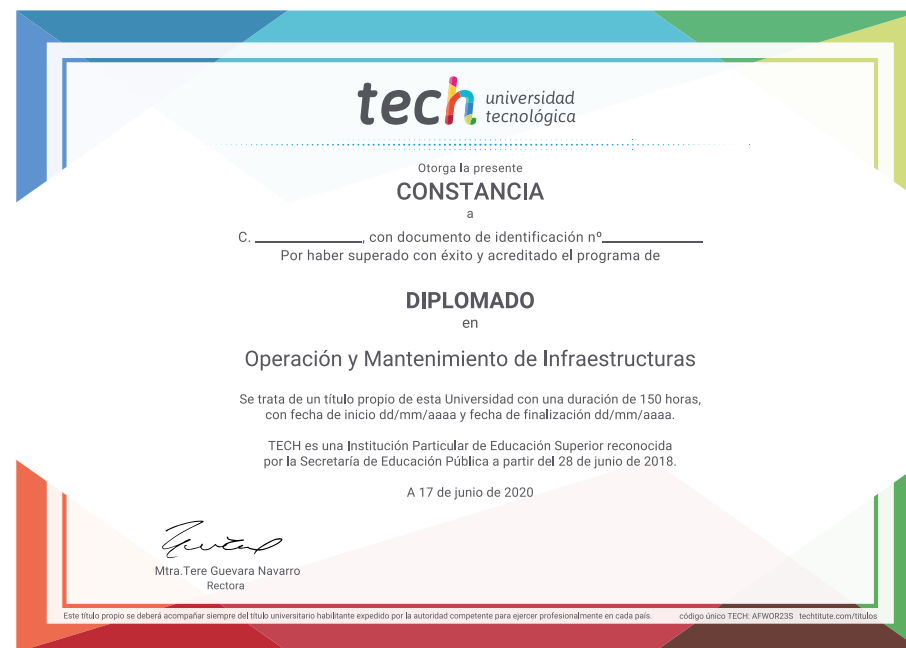 tech universidad
tecnológica
Otorga la presente
CONSTANCIA
a
C. ____________, con documento de identificación nº____________
Por haber superado con éxito y acreditado el programa de
DIPLOMADO
en
Operación y Mantenimiento de Infraestructuras
Se trata de un título propio de esta Universidad con una duración de 150 horas,
con fecha de inicio dd/mm/aaaa y fecha de finalización dd/mm/aaaa.
TECH es una Institución Particular de Educación Superior reconocida
por la Secretaría de Educación Pública a partir del 28 de junio de 2018.
A 17 de junio de 2020
Mtra.Tere Guevara Navarro
Rectora
Este título propio se deberá acompañar siempre del título universitario habilitante expedido por la autoridad competente para ejercer profesionalmente en cada país. código único TECH: AFWOR23S techtitute.com/titulos